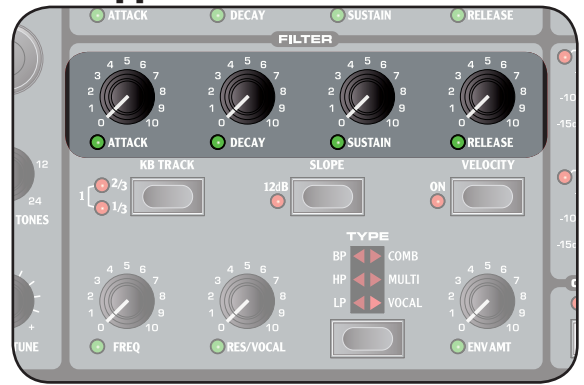 ATTACK DECAY SUSTAIN RELEASE
FILTER
0 1 2 3 4 5 6 7 8 9 10
0 1 2 3 4 5 6 7 8 9 10
0 1 2 3 4 5 6 7 8 9 10
0 1 2 3 4 5 6 7 8 9 10
-10
-15d
ATTACK DECAY SUSTAIN RELEASE
KB TRACK SLOPE VELOCITY
1 2/3 1/3
12dB
ON
12
24
TONES
-10
-15d
TYPE
BP COMB
HP MULTI
LP VOCAL
0 1 2 3 4 5 6 7 8 9 10
0 1 2 3 4 5 6 7 8 9 10
0 1 2 3 4 5 6 7 8 9 10
+
TUNE
FREQ RES/VOCAL ENV AMT